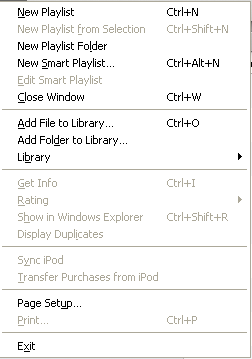 New Playlist Ctrl+N
New Playlist from Selection Ctrl+Shift+N
New Playlist Folder
New Smart Playlist... Ctrl+Alt+N
Edit Smart Playlist
Close Window Ctrl+W
Add File to Library... Ctrl+O
Add Folder to Library...
Library
Get Info Ctrl+I
Rating
Show in Windows Explorer Ctrl+Shift+R
Display Duplicates
Sync iPod
Transfer Purchases from iPod
Page Setup...
Print... Ctrl+P
Exit